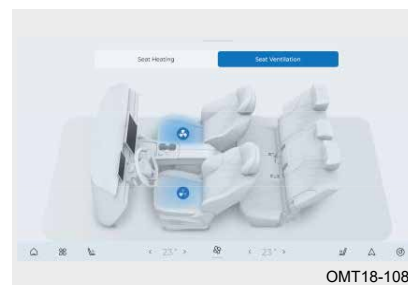 Seat Heating
Seat Ventilation
< 23° >
< 23° >
OMT18-108